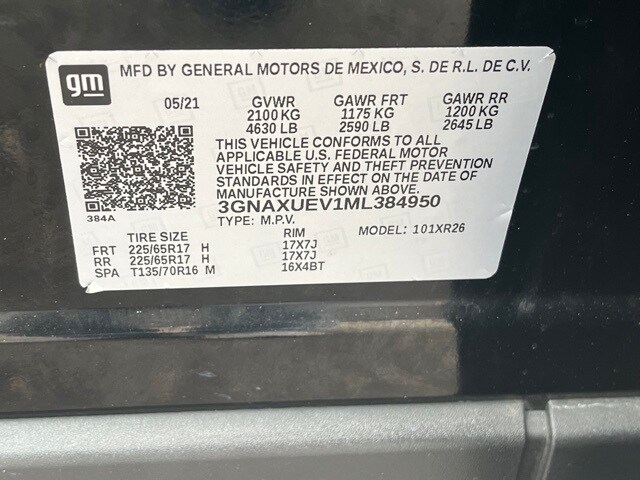 gm MFD BY GENERAL MOTORS DE MEXICO, S. DE R.L. DE C.V.
05/21 GVWR GAWR FRT GAWR RR
2100 KG 1175 KG 1200 KG
4630 LB 2590 LB 2645 LB
THIS VEHICLE CONFORMS TO ALL
APPLICABLE U.S. FEDERAL MOTOR
VEHICLE SAFETY AND THEFT PREVENTION
STANDARDS IN EFFECT ON THE DATE OF
MANUFACTURE SHOWN ABOVE.
384A 3GNAXUEV1ML384950
TYPE: M.P.V. MODEL: 101XR26
TIRE SIZE RIM
FRT 225/65R17 H 17X7J
RR 225/65R17 H 17X7J
SPA T135/70R16 M 16X4BT